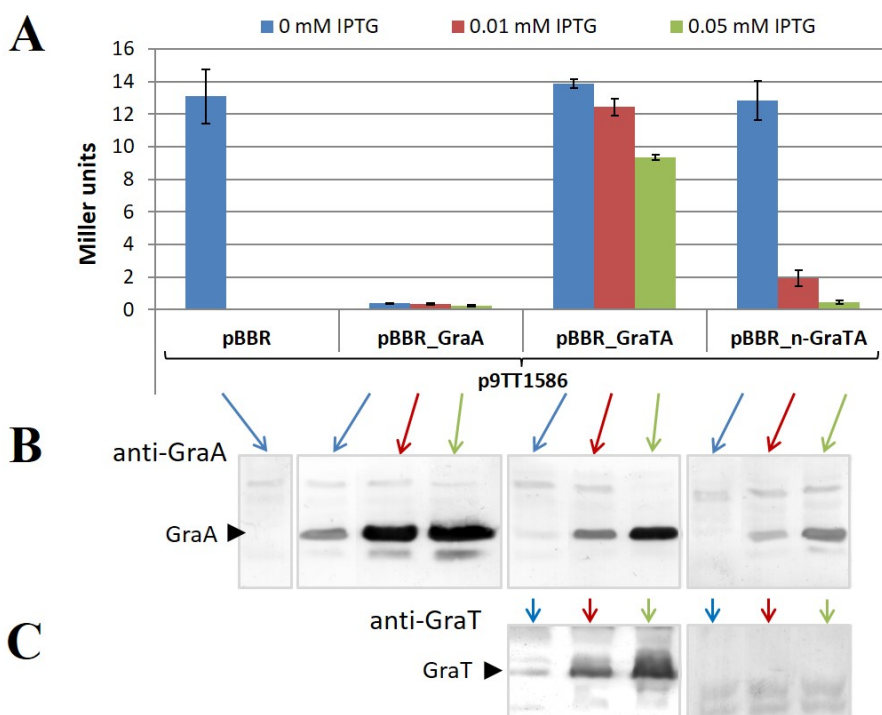 A
0 mM IPTG 0.01 mM IPTG 0.05 mM IPTG
Miller units
16
14
12
10
8
6
4
2
0
pBBR pBBR_GraA pBBR_GraTA pBBR_n-GraTA
p9TT1586
B
anti-GraA
GraA
C
anti-GraT
GraT